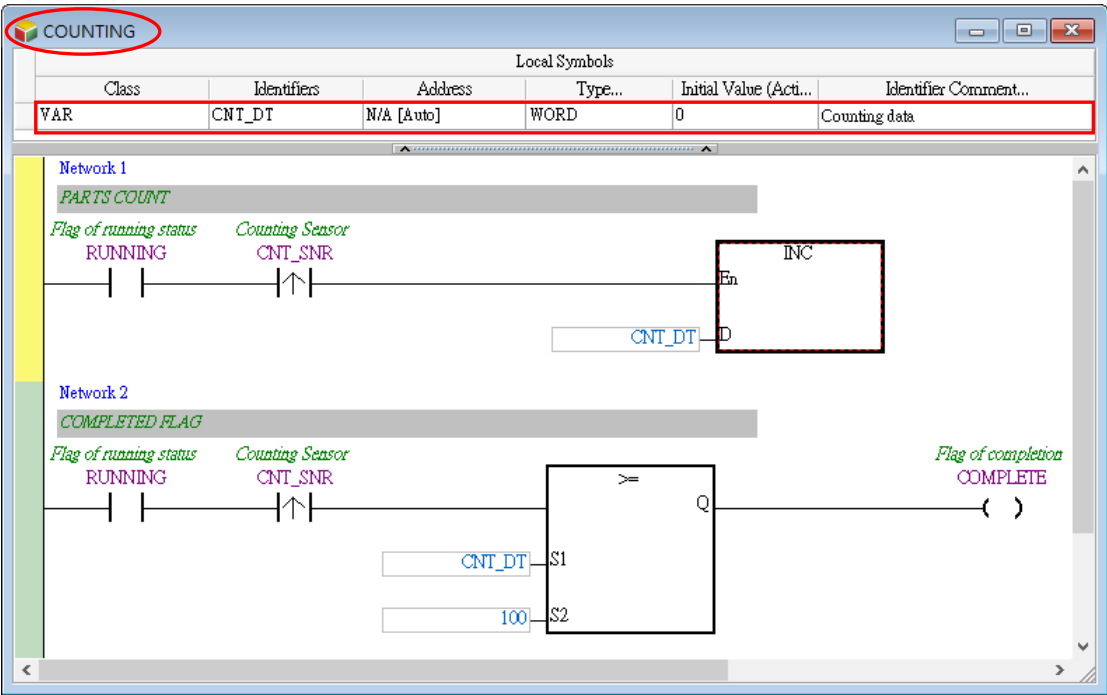 COUNTING
Local Symbols
Class Identifiers Address Type... Initial Value (Acti... Identifier Comment...
VAR CNT_DT N/A [Auto] WORD 0 Counting data
Network 1
PARTS COUNT
Flag of running status Counting Sensor
RUNNING CNT_SNR INC
En
CNT_DT D
Network 2
COMPLETED FLAG
Flag of running status Counting Sensor Flag of completion
RUNNING CNT_SNR >= COMPLETE
Q
CNT_DT S1
100 S2